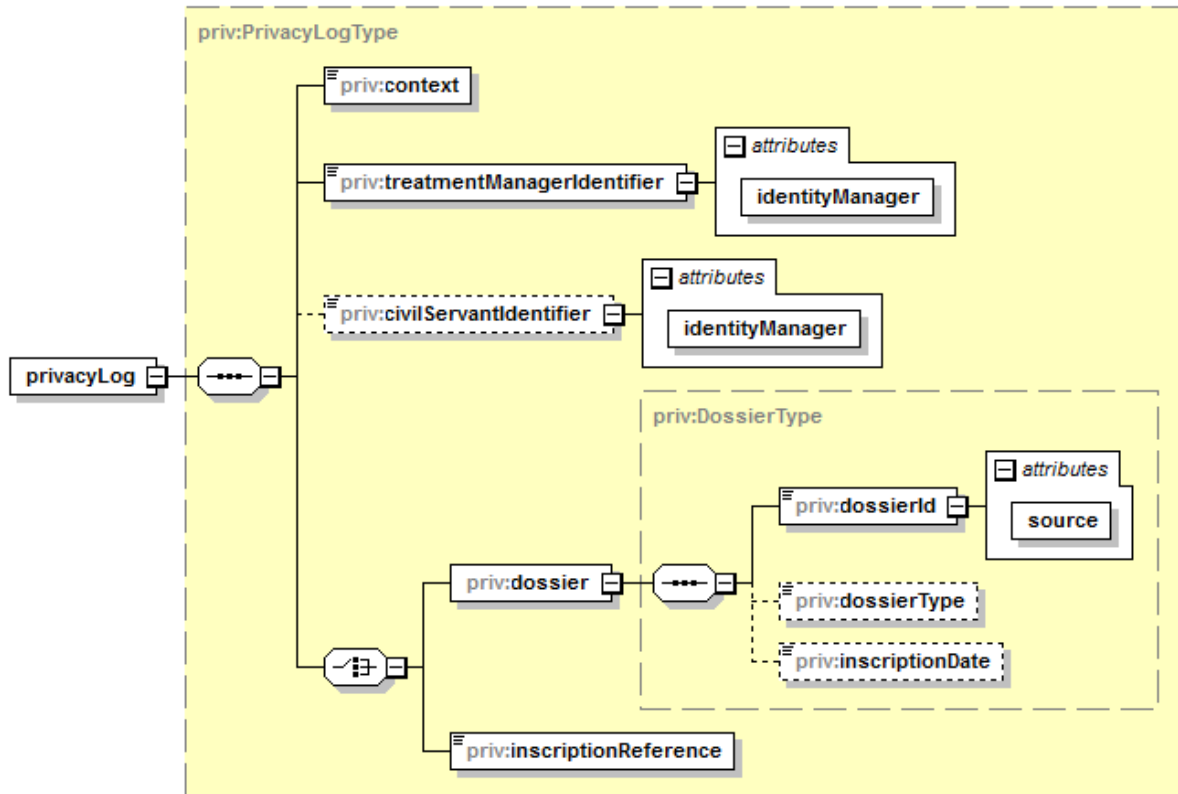 priv:PrivacyLogType
priv:context
attributes
priv:treatmentManagerIdentifier
identityManager
attributes
priv:civilServantIdentifier
identityManager
privacyLog
priv:DossierType
attributes
priv:dossierId
source
priv:dossier
priv:dossierType
priv:inscriptionDate
priv:inscriptionReference